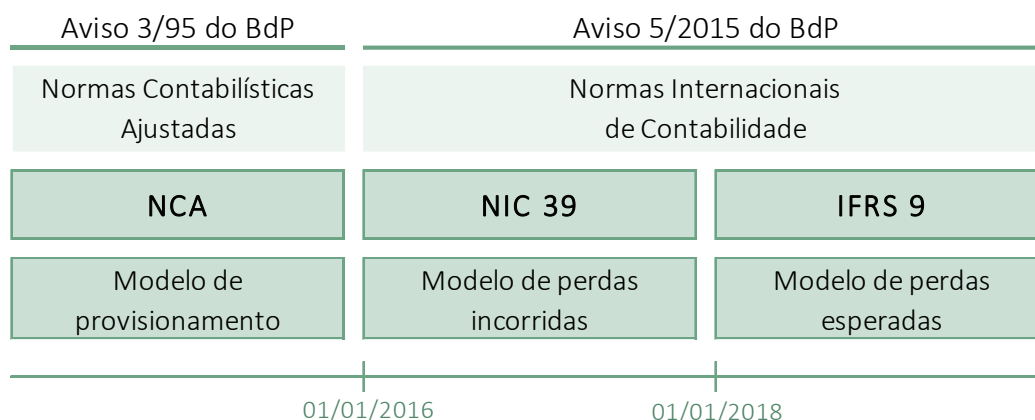 Aviso 3/95 do BdP
Aviso 5/2015 do BdP
Normas Contabilísticas
Ajustadas
Normas Internacionais
de Contabilidade
NCA
NIC 39
IFRS 9
Modelo de
provisionamento
Modelo de perdas
incorridas
Modelo de perdas
esperadas
01/01/2016
01/01/2018